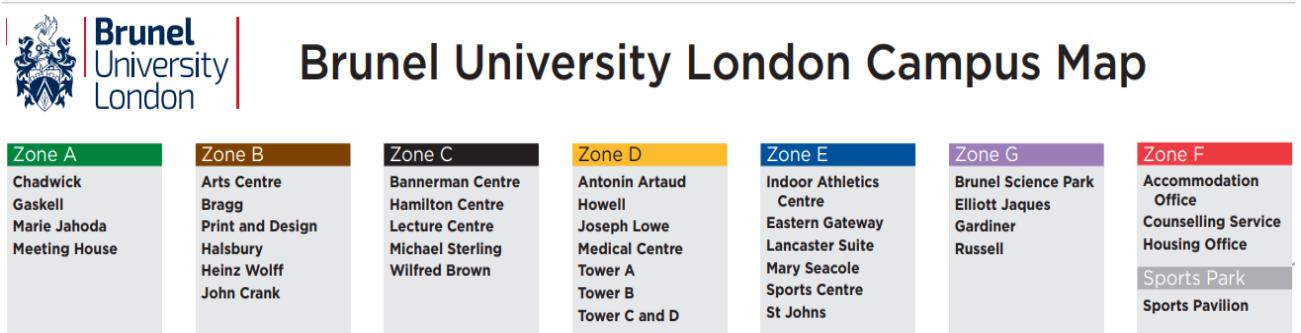 Brunel
University
London
Brunel University London Campus Map
Zone A
Chadwick
Gaskell
Marie Jahoda
Meeting House
Zone B
Arts Centre
Bragg
Print and Design
Halsbury
Heinz Wolff
John Crank
Zone C
Bannerman Centre
Hamilton Centre
Lecture Centre
Michael Sterling
Wilfred Brown
Zone D
Antonin Artaud
Howell
Joseph Lowe
Medical Centre
Tower A
Tower B
Tower C and D
Zone E
Indoor Athletics
Centre
Eastern Gateway
Lancaster Suite
Mary Seacole
Sports Centre
St Johns
Zone G
Brunel Science Park
Elliott Jaques
Gardiner
Russell
Zone F
Accommodation
Office
Counselling Service
Housing Office
Sports Park
Sports Pavilion